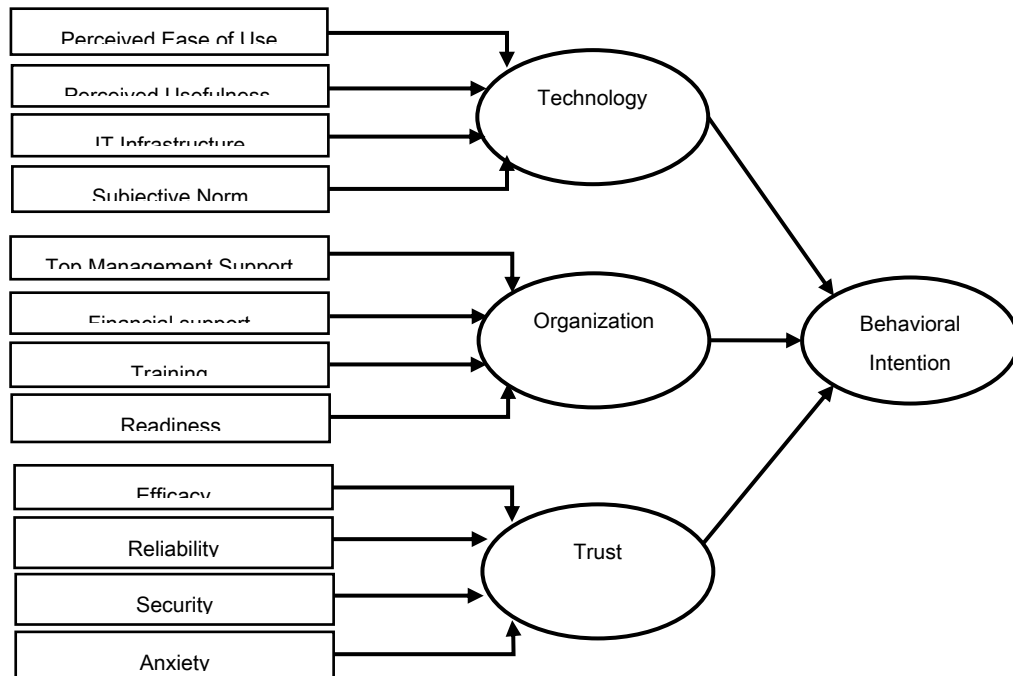 Perceived Ease of Use
Perceived Usefulness
IT Infrastructure
Subjective Norm
Technology
Top Management Support
Financial support
Training
Readiness
Organization
Behavioral
Intention
Efficacy
Reliability
Security
Anxiety
Trust